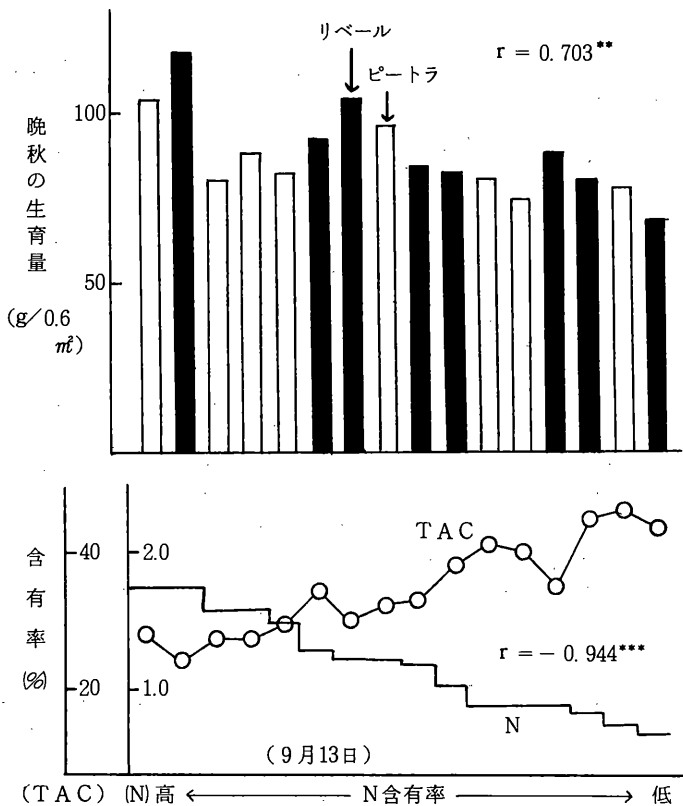 リベール
r = 0.703**
ピートラ
100
晩秋の生育量
50
(g/0.6㎡)
TAC
40
2.0
含有率(%)
r = − 0.944***
20
1.0
N
(9月13日)
(TAC) (N) 高 ← N含有率 → 低